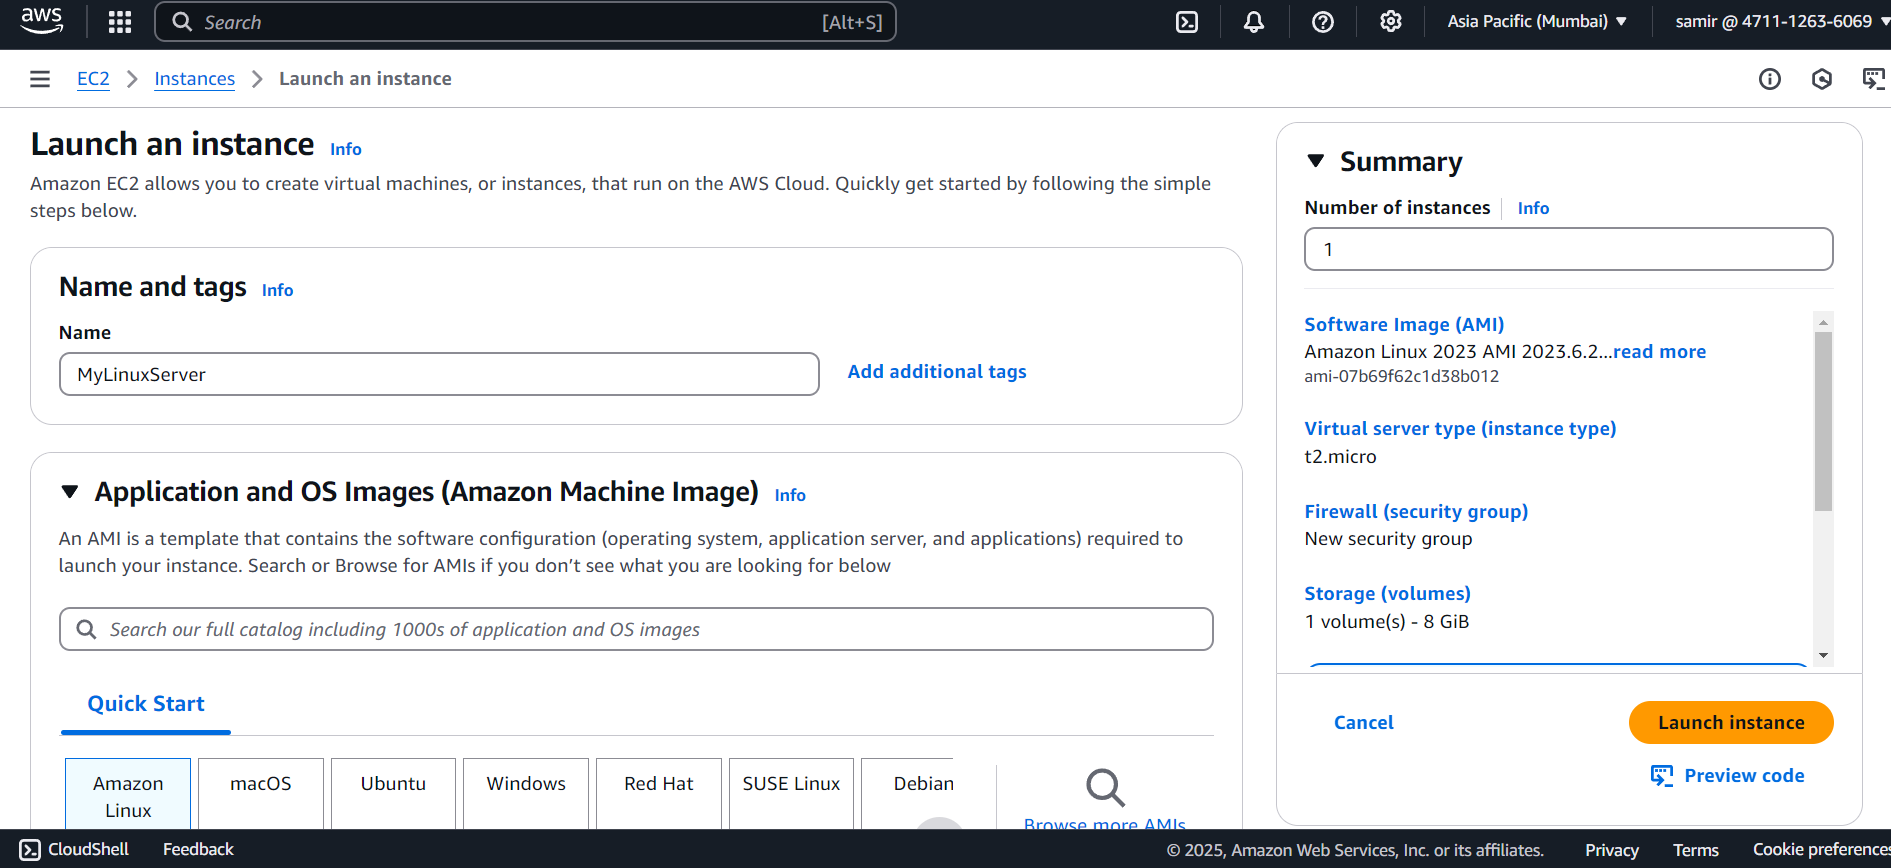 aws
Search [Alt+S]
Asia Pacific (Mumbai)
samir @ 4711-1263-6069
EC2 Instances Launch an instance
Launch an instance Info
Amazon EC2 allows you to create virtual machines, or instances, that run on the AWS Cloud. Quickly get started by following the simple
steps below.
Name and tags Info
Name
MyLinuxServer
Add additional tags
Application and OS Images (Amazon Machine Image) Info
An AMI is a template that contains the software configuration (operating system, application server, and applications) required to
launch your instance. Search or Browse for AMIs if you don’t see what you are looking for below
Search our full catalog including 1000s of application and OS images
Quick Start
Amazon
Linux
macOS
Ubuntu
Windows
Red Hat
SUSE Linux
Debian
Browse more AMIs
Summary
Number of instances Info
1
Software Image (AMI)
Amazon Linux 2023 AMI 2023.6.2...read more
ami-07b69f62c1d38b012
Virtual server type (instance type)
t2.micro
Firewall (security group)
New security group
Storage (volumes)
1 volume(s) - 8 GiB
Cancel
Launch instance
Preview code
CloudShell Feedback
© 2025, Amazon Web Services, Inc. or its affiliates. Privacy Terms Cookie preferences